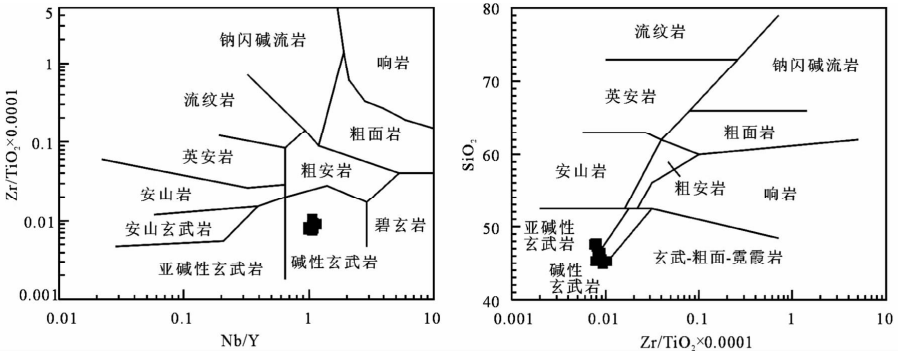 5
1
0.1
0.01
0.001
Zr/TiO₂×0.0001
钠闪碱流岩
响岩
流纹岩
粗面岩
英安岩
粗安岩
安山岩
安山玄武岩
碧玄岩
亚碱性玄武岩
碱性玄武岩
0.01
0.1
1
10
Nb/Y
80
70
60
50
40
SiO₂
流纹岩
钠闪碱流岩
英安岩
粗面岩
安山岩
粗安岩
响岩
亚碱性
玄武岩
碱性
玄武岩
玄武-粗面-霓霞岩
0.001
0.01
0.1
1
10
Zr/TiO₂×0.0001